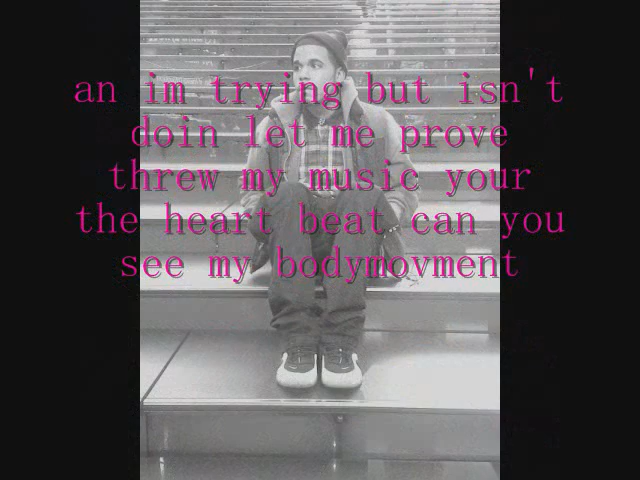 an im trying but isn't
doin let me prove
threw my music your
the heart beat can you
see my bodymovment